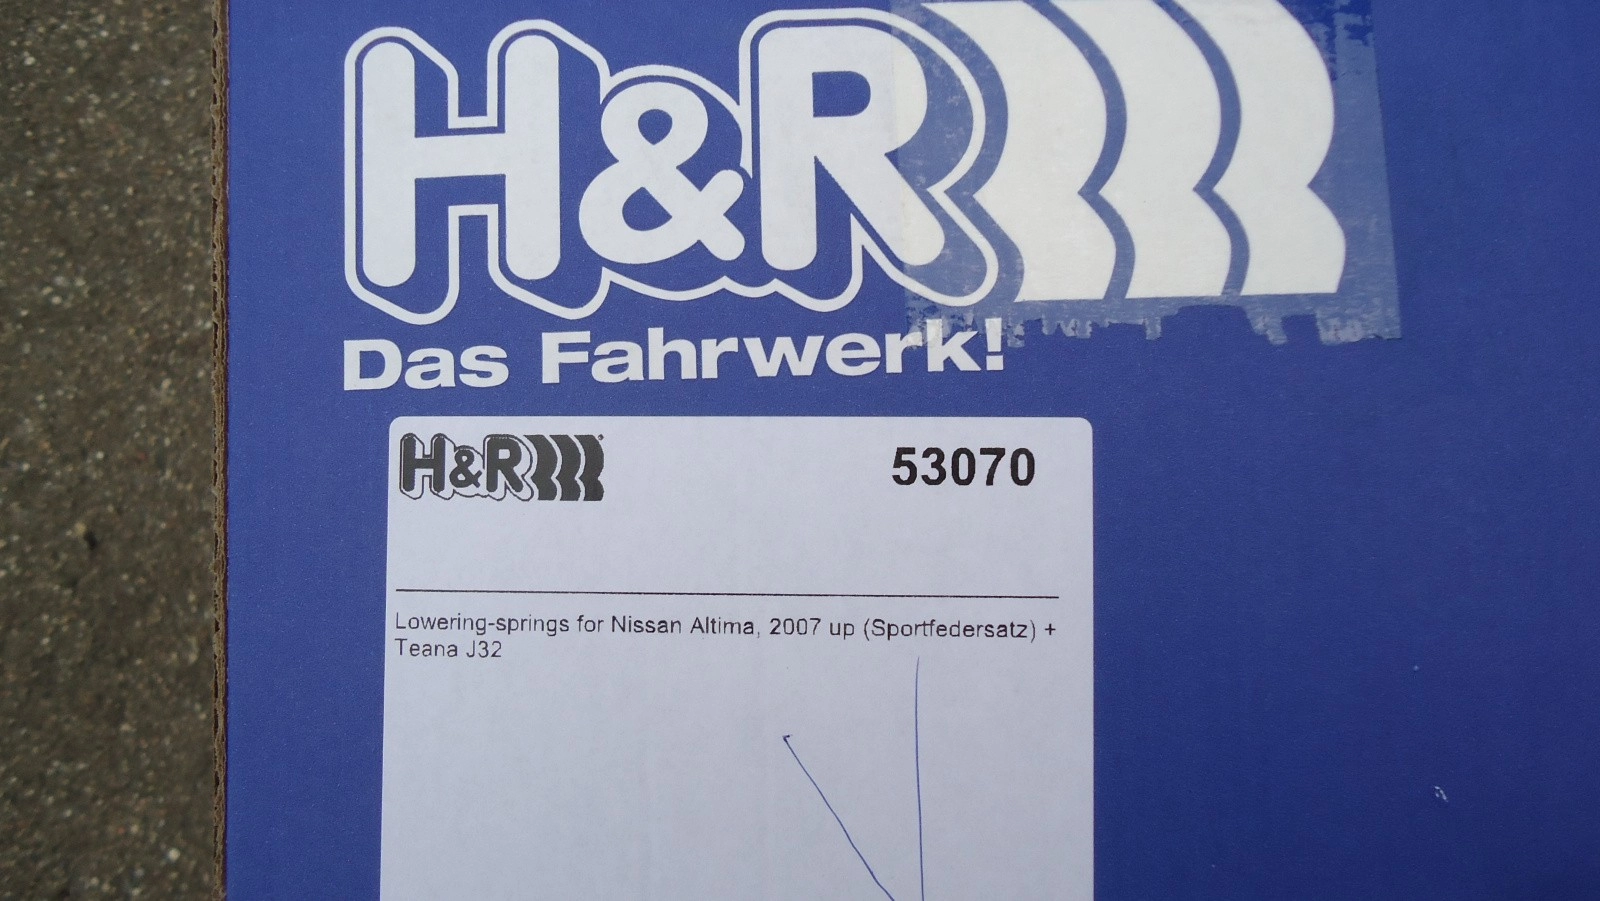 H&R
Das Fahrwerk!
H&R®
53070
Lowering-springs for Nissan Altima, 2007 up (Sportfedersatz) +
Teana J32